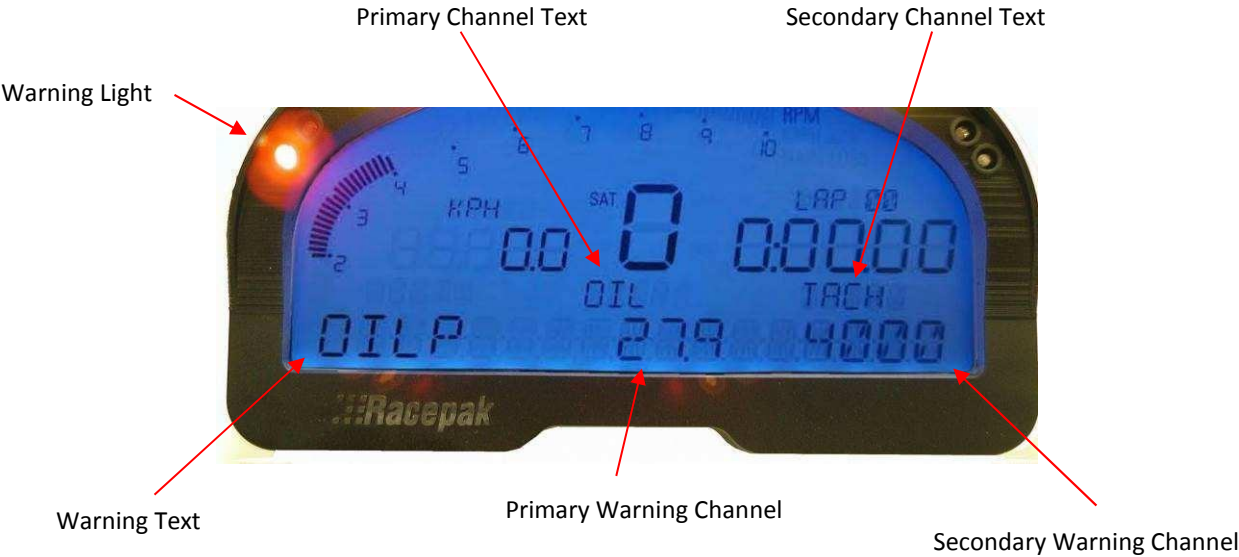 Primary Channel Text
Secondary Channel Text
Warning Light
RPM
2 3 4 5 6 7 8 9 10
KPH
SAT.
0
LAP 00
0.0
0:00.00
OIL
TACH
OILP
27.9
4000
Racepak
Warning Text
Primary Warning Channel
Secondary Warning Channel